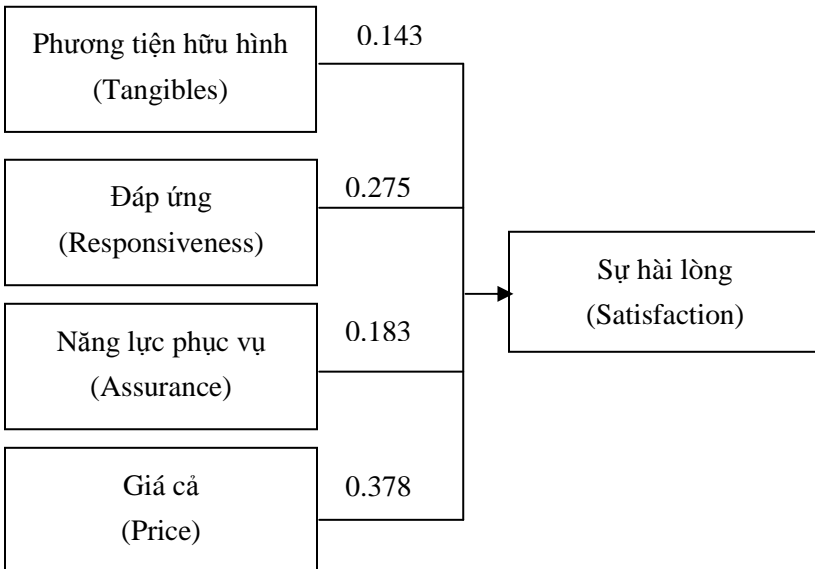 Phương tiện hữu hình
(Tangibles)
0.143
Đáp ứng
(Responsiveness)
0.275
Năng lực phục vụ
(Assurance)
0.183
Giá cả
(Price)
0.378
Sự hài lòng
(Satisfaction)